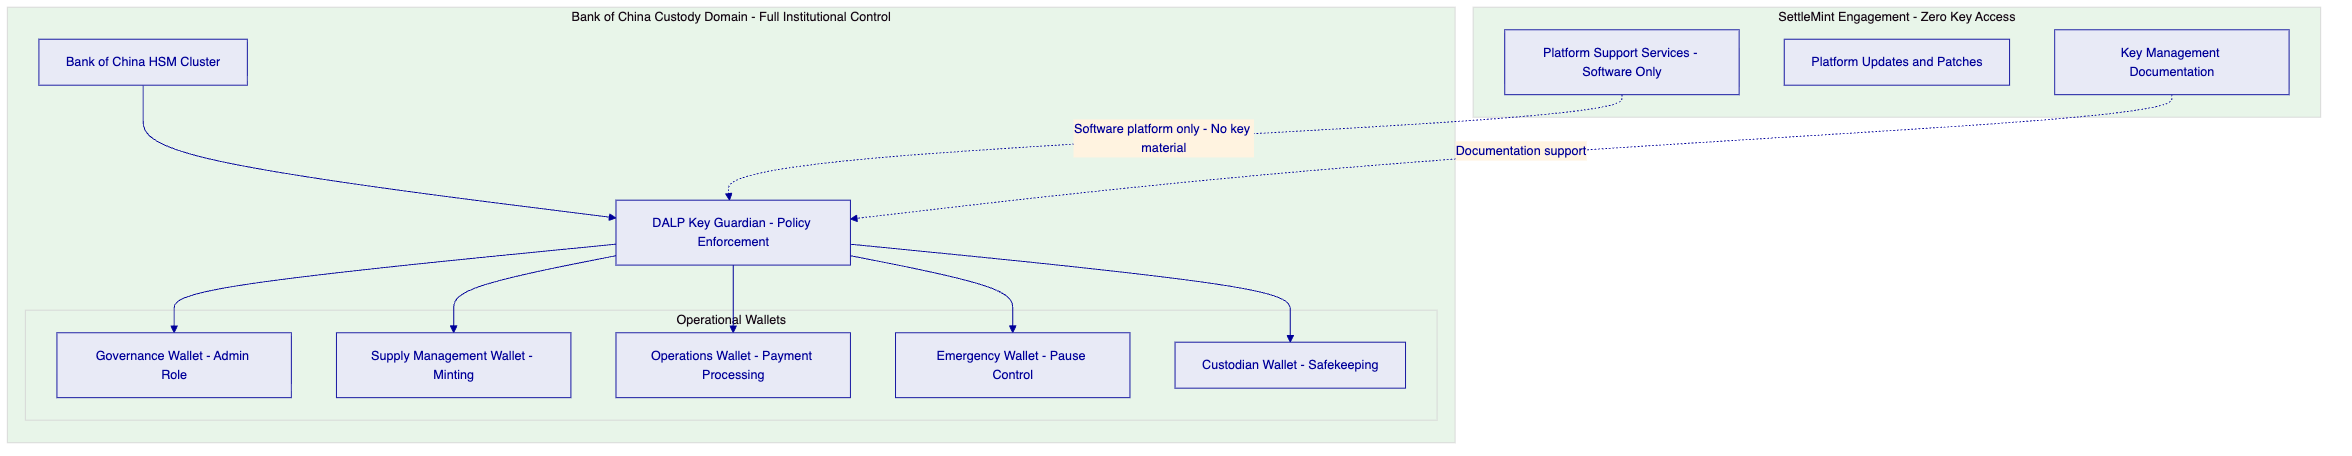 Bank of China Custody Domain - Full Institutional Control
SettleMint Engagement - Zero Key Access
Bank of China HSM Cluster
Platform Support Services -
Software Only
Platform Updates and Patches
Key Management
Documentation
Software platform only - No key
material
Documentation support
DALP Key Guardian - Policy
Enforcement
Operational Wallets
Governance Wallet - Admin
Role
Supply Management Wallet -
Minting
Operations Wallet - Payment
Processing
Emergency Wallet - Pause
Control
Custodian Wallet - Safekeeping